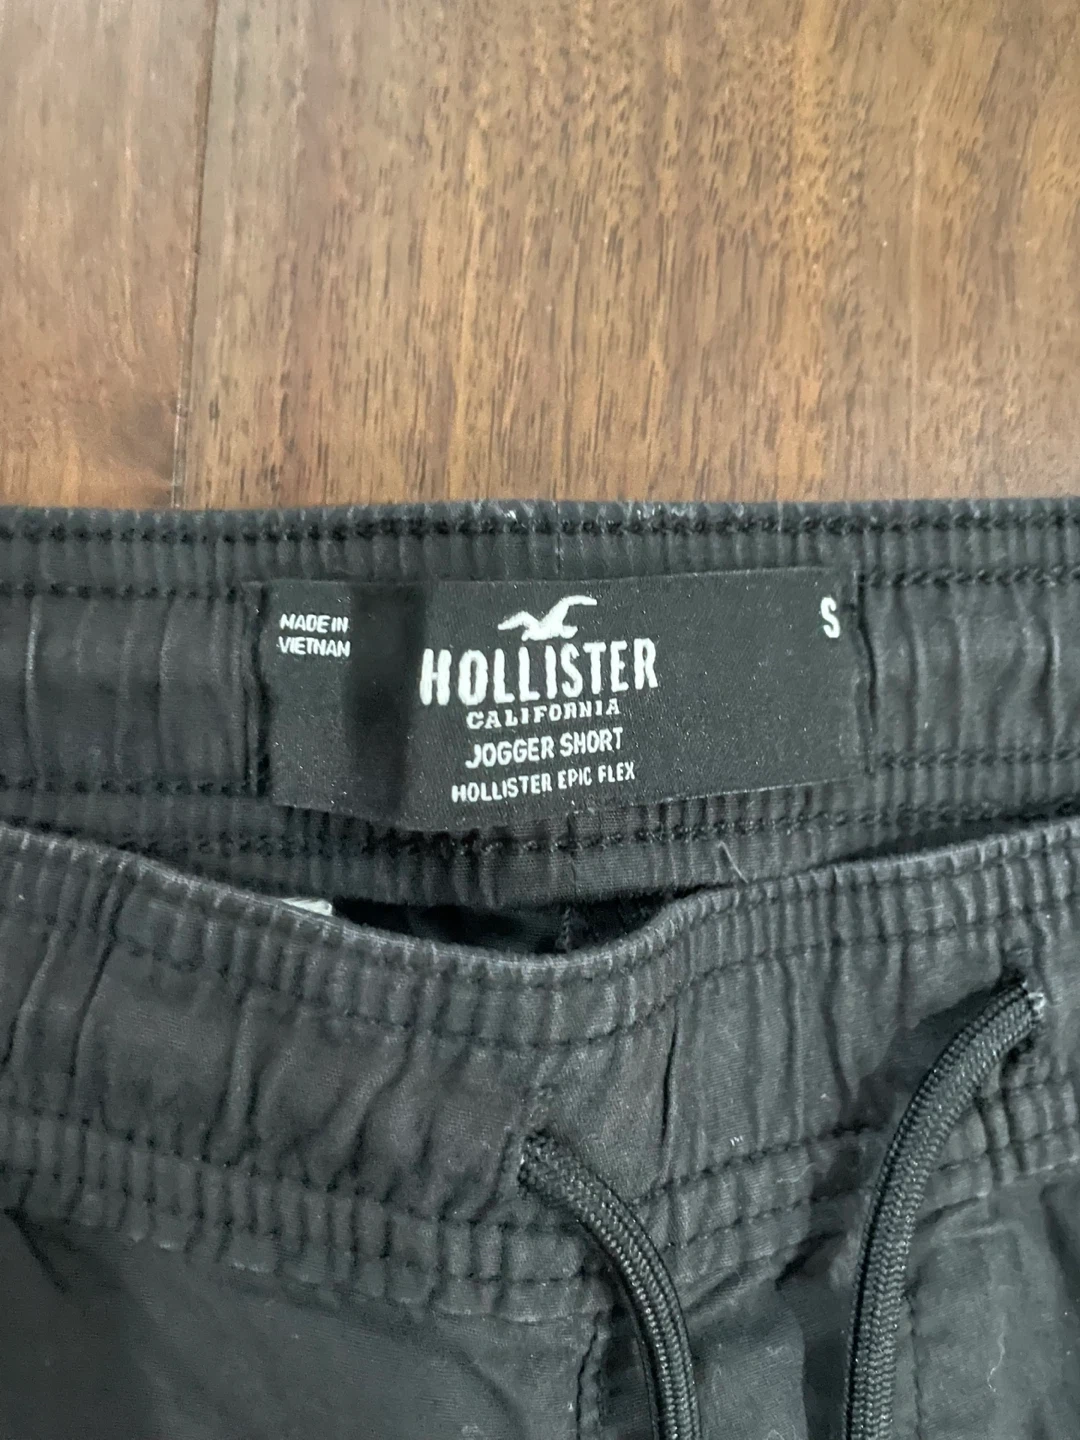 MADE IN
VIETNAM
S
HOLLISTER
CALIFORNIA
JOGGER SHORT
HOLLISTER EPIC FLEX